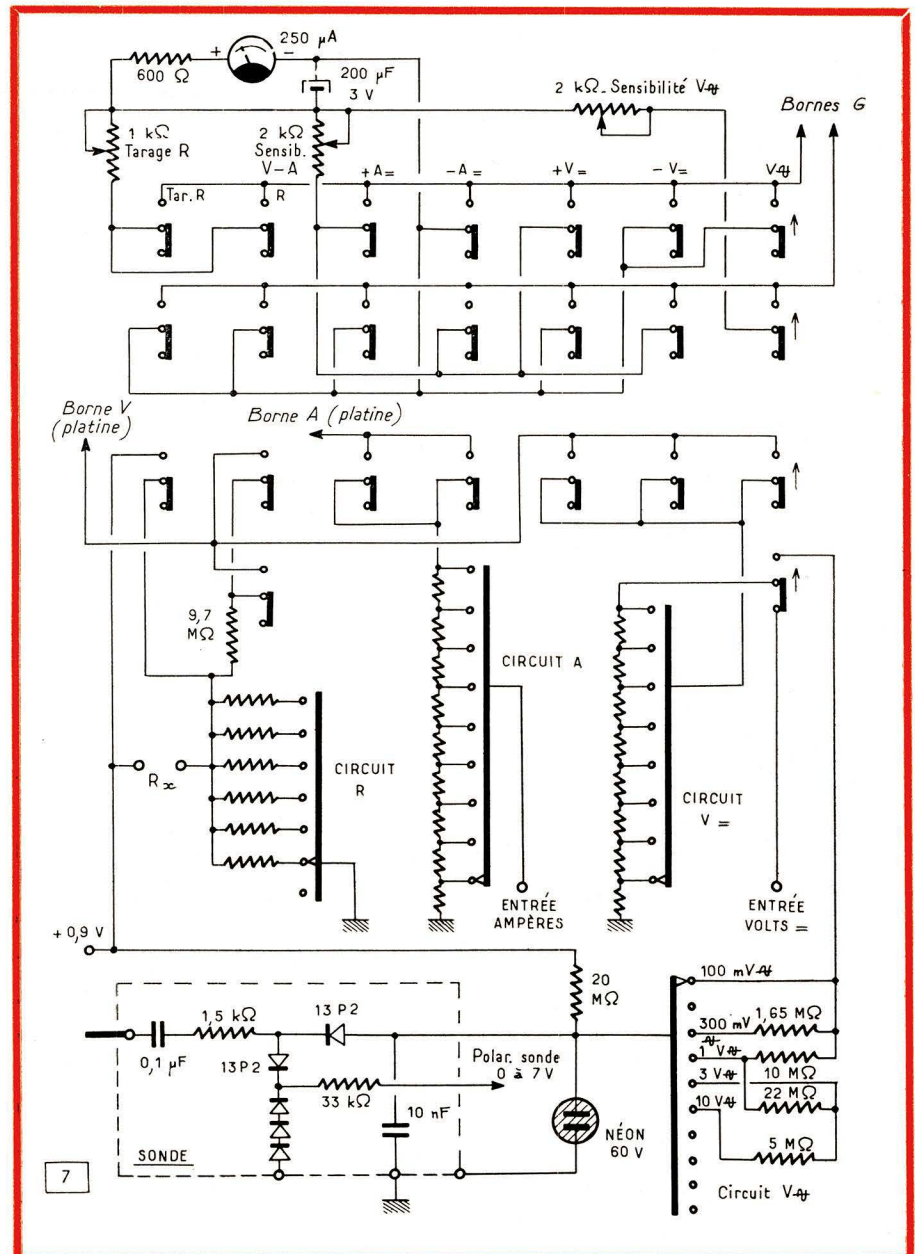 250 µA
+
−
600 Ω
200 µF
3 V
2 kΩ_ Sensibilité V∿
Bornes G
1 kΩ
Tarage R
2 kΩ
Sensib.
V–A
Tar. R
R
+A=
–A=
+V=
–V=
V∿
Borne V
(platine)
Borne A (platine)
9,7
MΩ
CIRCUIT A
CIRCUIT
R
Rx
CIRCUIT
V =
ENTRÉE
AMPÈRES
ENTRÉE
VOLTS =
+ 0,9 V
20
MΩ
100 mV∿
1,65 MΩ
300 mV
∿
1 V∿
10 MΩ
3 V∿
22 MΩ
10 V∿
5 MΩ
Circuit V∿
1,5 kΩ
13 P2
0,1 µF
13 P2
33 kΩ
Polar. sonde
0 à 7 V
10 nF
NÉON
60 V
SONDE
7